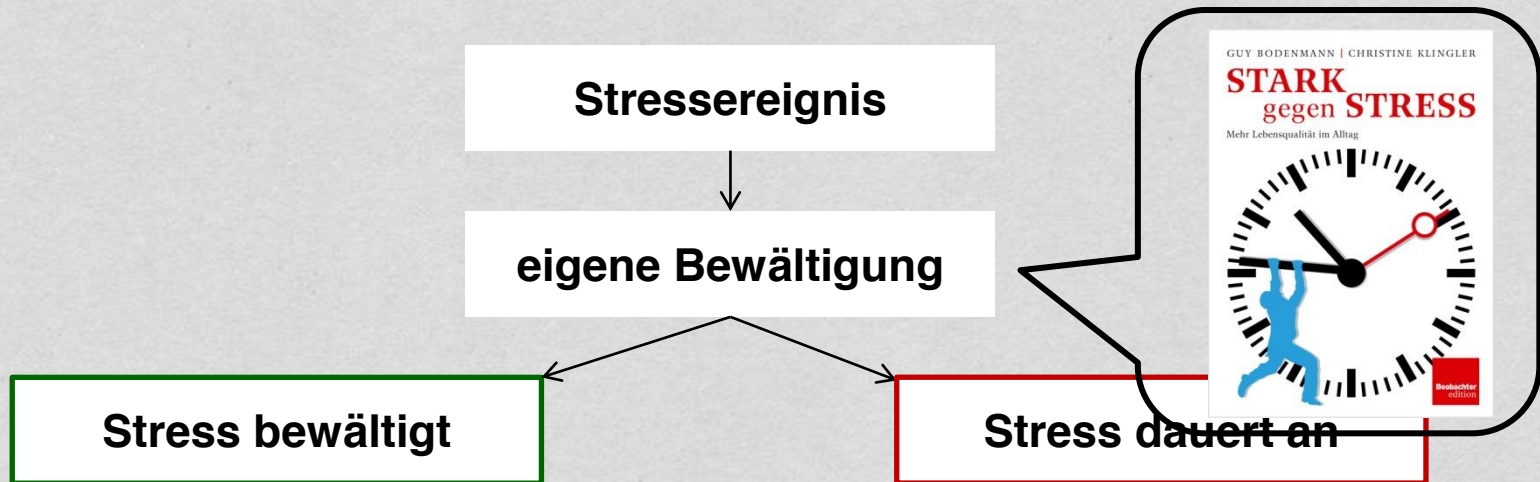 Stressereignis
eigene Bewältigung
Stress bewältigt
Stress dauert an
GUY BODENMANN | CHRISTINE KLINGLER
STARK
gegen STRESS
Mehr Lebensqualität im Alltag
Beobachter
edition